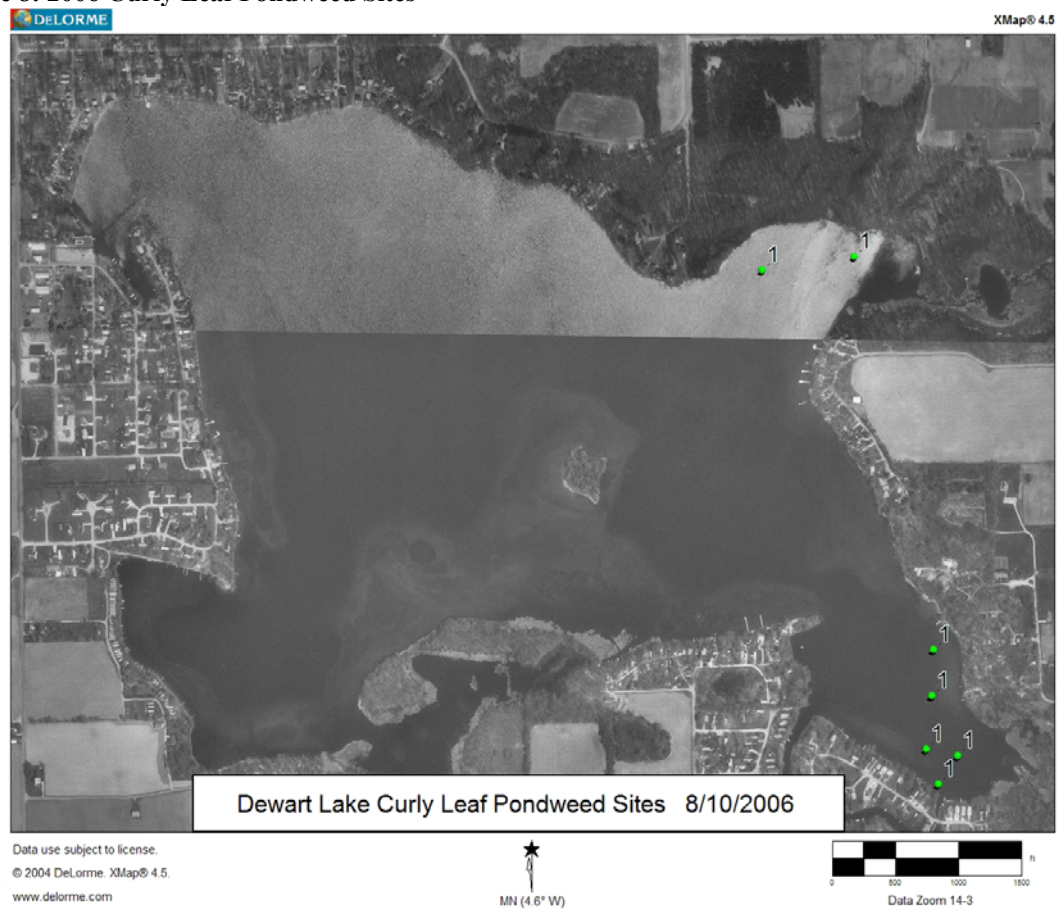 DELORME
XMap® 4.5
1
1
1
1
1
1
1
Dewart Lake Curly Leaf Pondweed Sites 8/10/2006
Data use subject to license.
© 2004 DeLorme. XMap® 4.5.
www.delorme.com
MN (4.6° W)
ft
0 500 1000 1500
Data Zoom 14-3